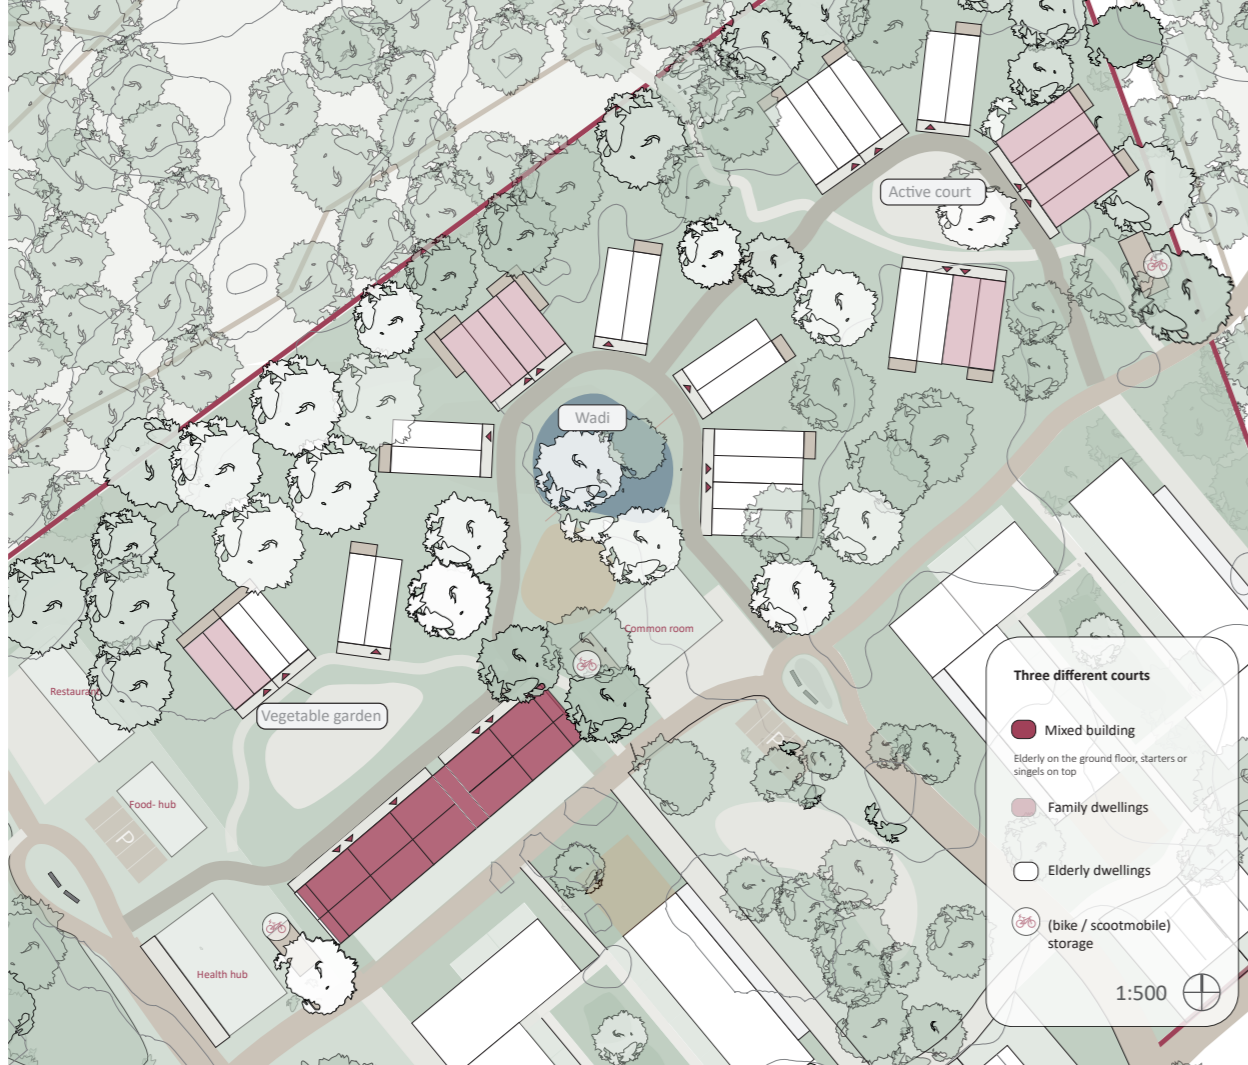 Active court
Wadi
Common room
Restaurant
Vegetable garden
Food- hub
P
P
Health hub
Three different courts
Mixed building
Elderly on the ground floor, starters or
singels on top
Family dwellings
Elderly dwellings
(bike / scootmobile)
storage
1:500